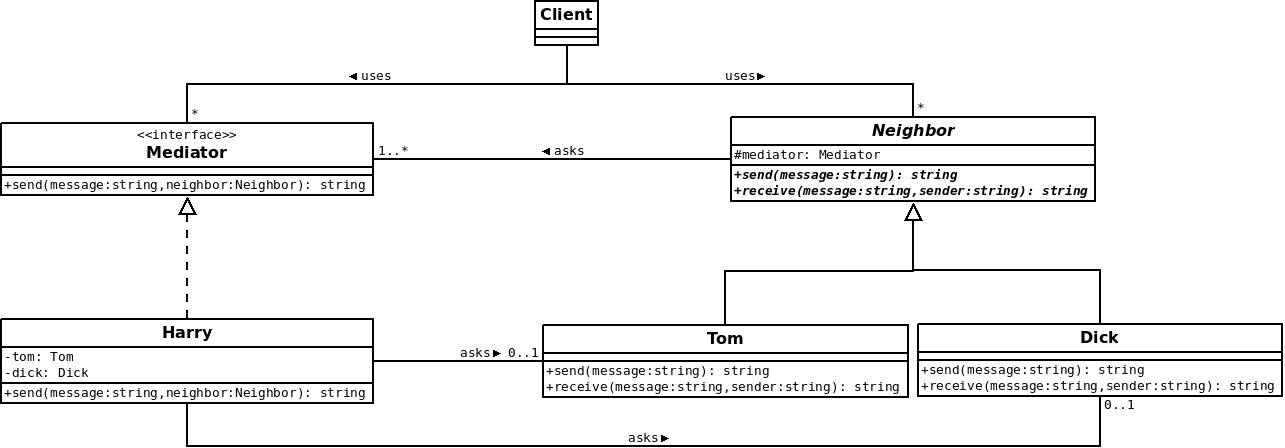 Client
◄ uses
uses►
*
*
<<interface>>
Mediator
+send(message:string,neighbor:Neighbor): string
1..*
◄ asks
Neighbor
#mediator: Mediator
+send(message:string): string
+receive(message:string,sender:string): string
Harry
-tom: Tom
-dick: Dick
+send(message:string,neighbor:Neighbor): string
asks► 0..1
Tom
+send(message:string): string
+receive(message:string,sender:string): string
Dick
+send(message:string): string
+receive(message:string,sender:string): string
0..1
asks►